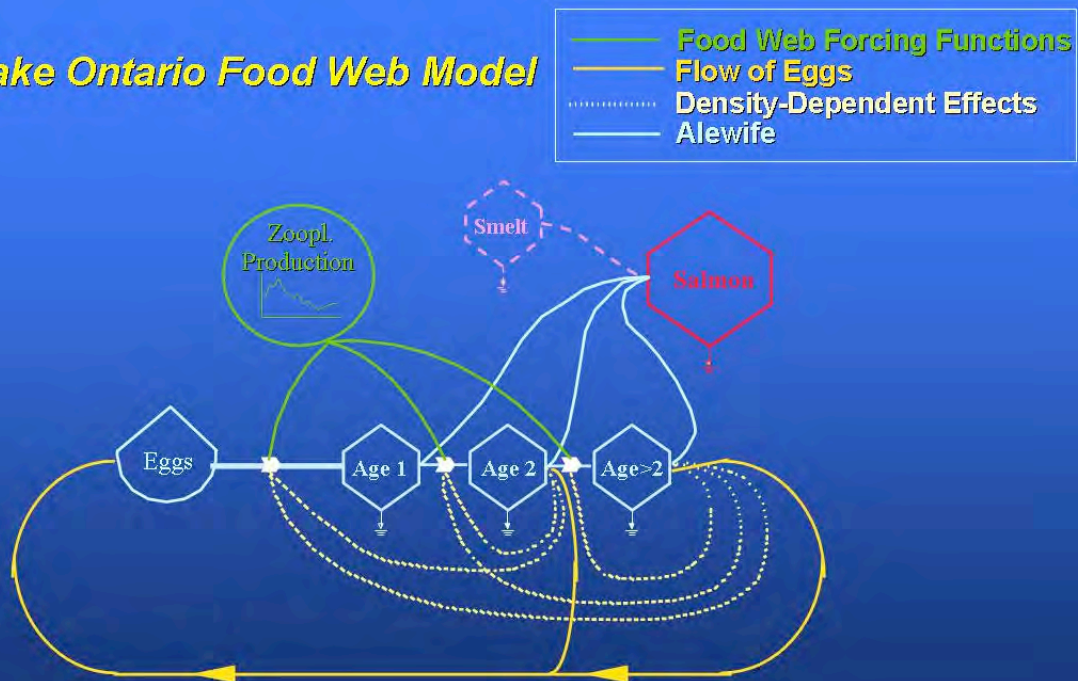 ake Ontario Food Web Model
Food Web Forcing Functions
Flow of Eggs
Density-Dependent Effects
Alewife
Zoopl.
Production
Smelt
Salmon
Eggs
Age 1
Age 2
Age>2